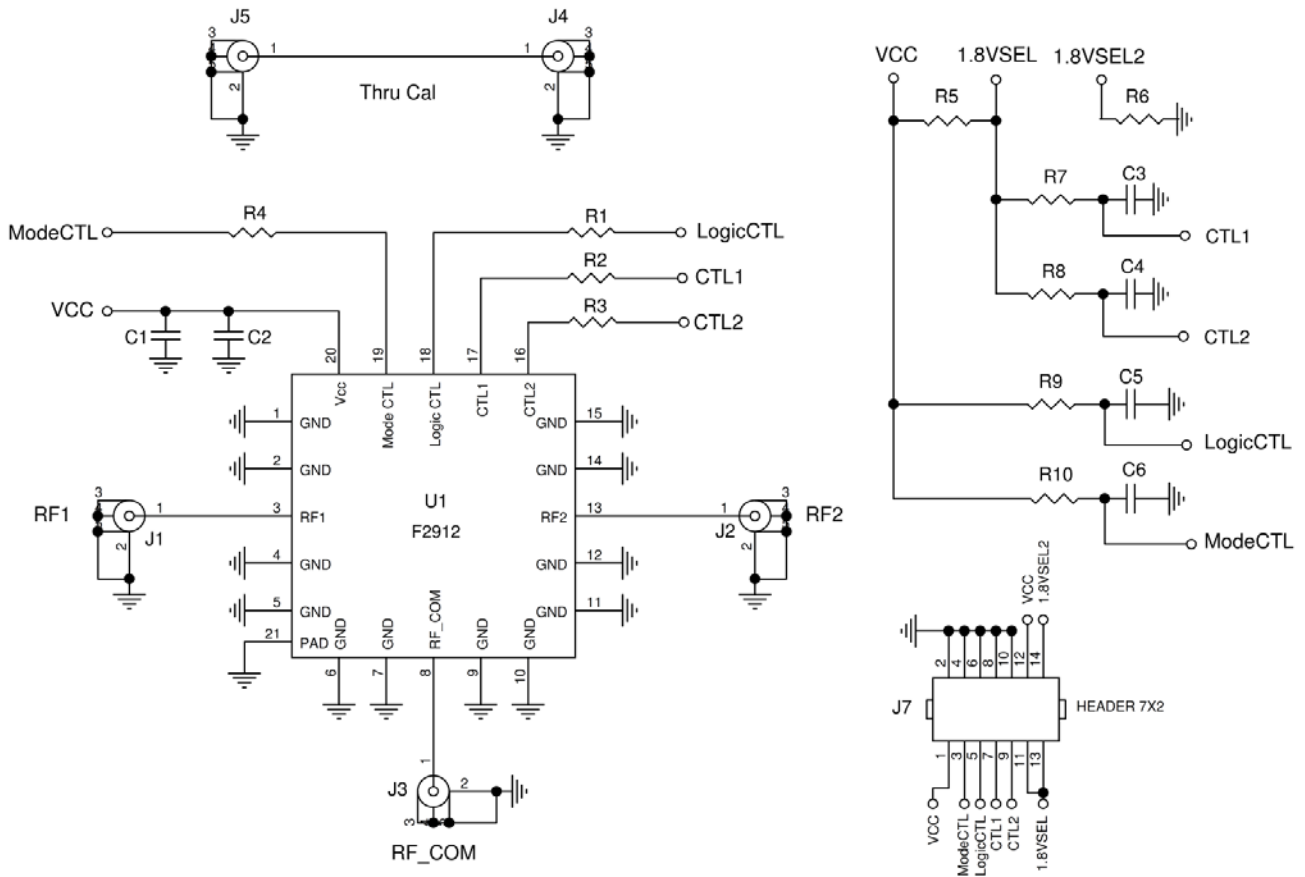 J5
J4
3
4
5
1
2
1
3
4
5
2
Thru Cal
VCC
1.8VSEL
1.8VSEL2
R5
R6
R7
C3
CTL1
R8
C4
CTL2
R9
C5
LogicCTL
R10
C6
ModeCTL
ModeCTL
R4
R1
LogicCTL
R2
CTL1
R3
CTL2
VCC
C1
C2
20
19
18
17
16
Vcc
Mode CTL
Logic CTL
CTL1
CTL2
1
GND
GND
15
2
GND
GND
14
U1
F2912
RF1
3
1
3
RF1
RF2
13
1
3
RF2
J1
2
J2
2
4
GND
GND
12
5
GND
GND
11
21
PAD
GND
GND
RF_COM
GND
GND
6
7
8
9
10
1
J3
2
3
RF_COM
VCC
1.8VSEL2
2
4
6
8
10
12
14
J7
HEADER 7X2
1
3
5
7
9
11
13
VCC
ModeCTL
LogicCTL
CTL1
CTL2
1.8VSEL